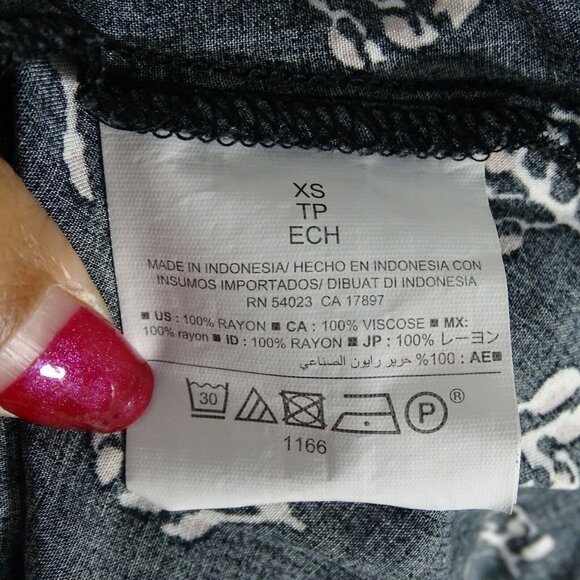 XS
TP
ECH
MADE IN INDONESIA/ HECHO EN INDONESIA CON
INSUMOS IMPORTADOS/ DIBUAT DI INDONESIA
RN 54023 CA 17897
■ US : 100% RAYON ■ CA : 100% VISCOSE ■ MX:
100% rayon ■ ID : 100% RAYON ■ JP : 100% レーヨン
■AE : 100% حرير رايون الصناعي
30 P ®
1166